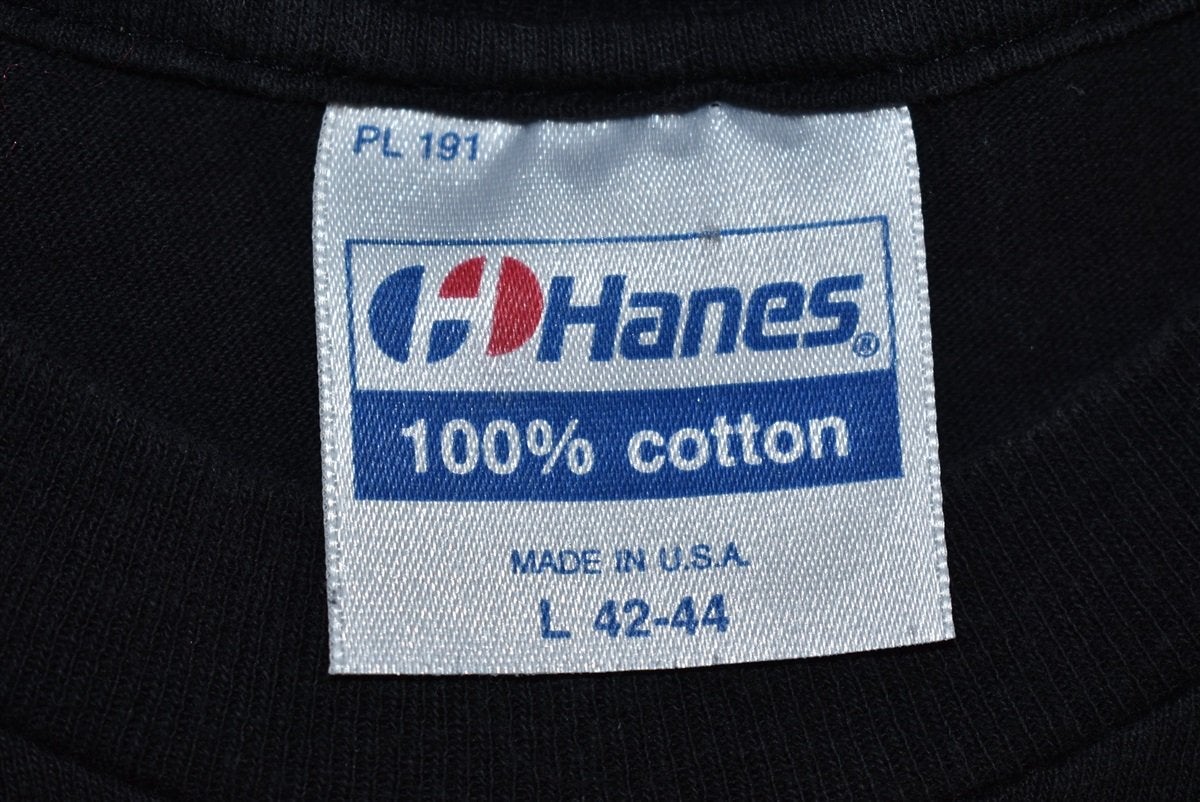 PL 191
Hanes®
100% cotton
MADE IN U.S.A.
L 42-44